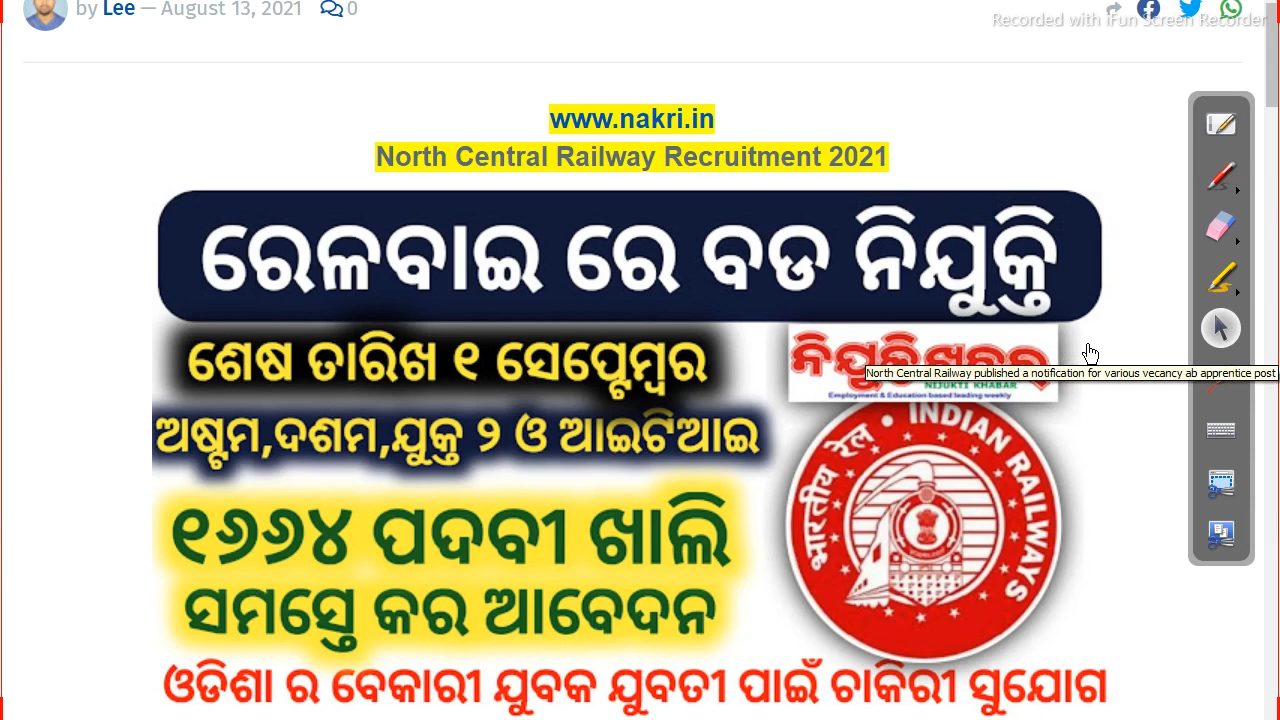 by Lee — August 13, 2021 0
Recorded with iFun Screen Recorder
www.nakri.in
North Central Railway Recruitment 2021
ରେଳବାଇ ରେ ବଡ ନିଯୁକ୍ତି
ଶେଷ ତାରିଖ ୧ ସେପ୍ଟେମ୍ବର
ନିଯୁକ୍ତି ଖବର
North Central Railway published a notification for various vecancy ab apprentice post
NIJUKTI KHABAR
Employment & Education based leading weekly
ଅଷ୍ଟମ,ଦଶମ,ଯୁକ୍ତ ୨ ଓ ଆଇଟିଆଇ
भारतीय रेल • INDIAN RAILWAYS
୧୬୬୪ ପଦବୀ ଖାଲି
ସମସ୍ତେ କର ଆବେଦନ
ଓଡିଶା ର ବେକାରୀ ଯୁବକ ଯୁବତୀ ପାଇଁ ଚାକିରୀ ସୁଯୋଗ